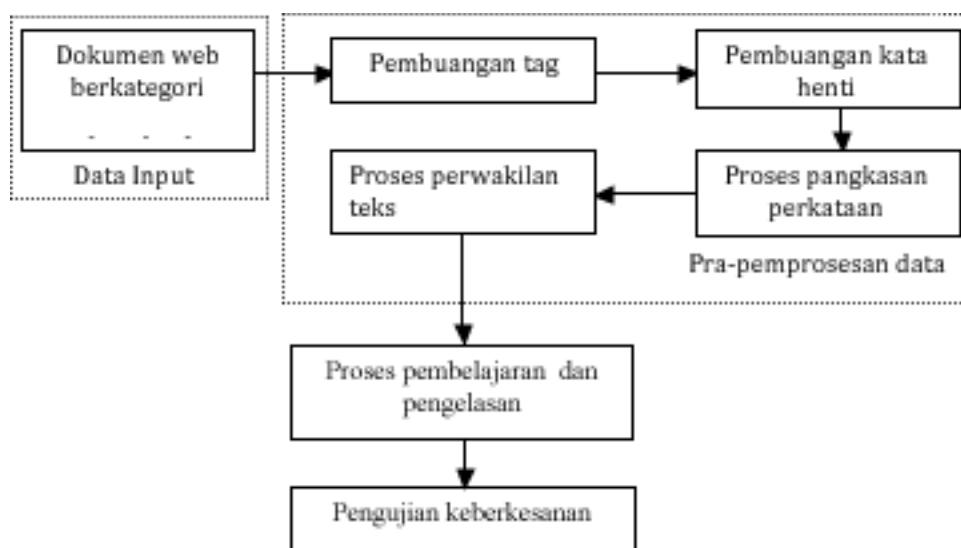 Dokumen web
berkategori
- - -
Data Input
Pembuangan tag
Pembuangan kata
henti
Proses pangkasan
perkataan
Proses perwakilan
teks
Pra-pemprosesan data
Proses pembelajaran dan
pengelasan
Pengujian keberkesanan